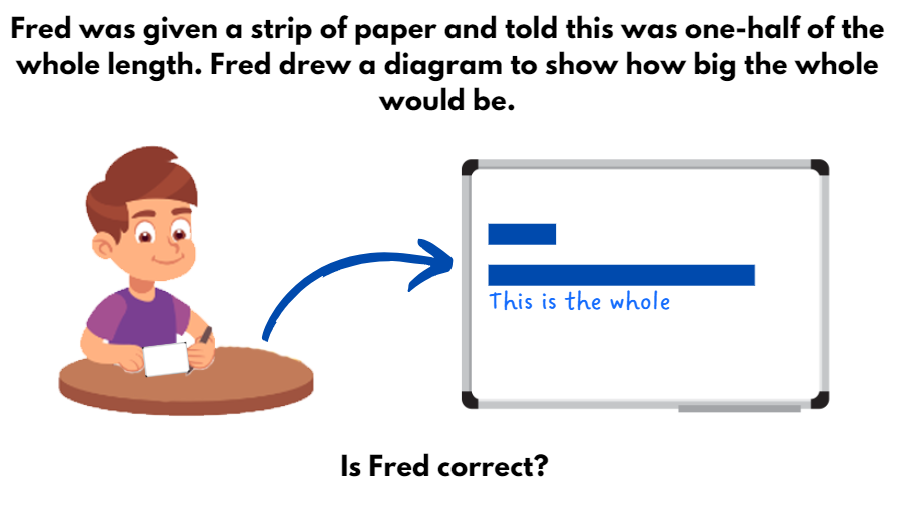 Fred was given a strip of paper and told this was one-half of the
whole length. Fred drew a diagram to show how big the whole
would be.
This is the whole
Is Fred correct?